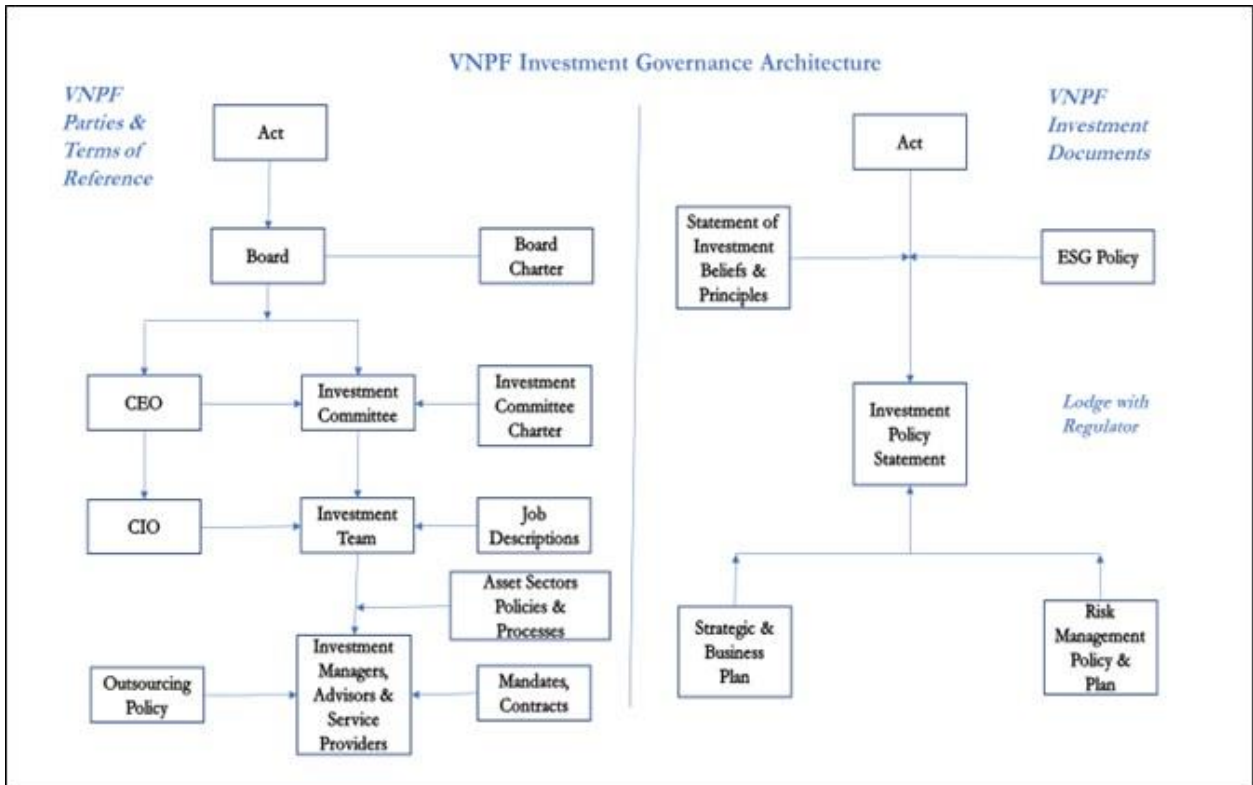 VNPF Investment Governance Architecture
VNPF
Parties &
Terms of
Reference
Act
Board
Board
Charter
CEO
Investment
Committee
Investment
Committee
Charter
CIO
Investment
Team
Job
Descriptions
Asset Sectors
Policies &
Processes
Outsourcing
Policy
Investment
Managers,
Advisors &
Service
Providers
Mandates,
Contracts
VNPF
Investment
Documents
Act
Statement of
Investment
Beliefs &
Principles
ESG Policy
Investment
Policy
Statement
Lodge with
Regulator
Strategic &
Business
Plan
Risk
Management
Policy &
Plan